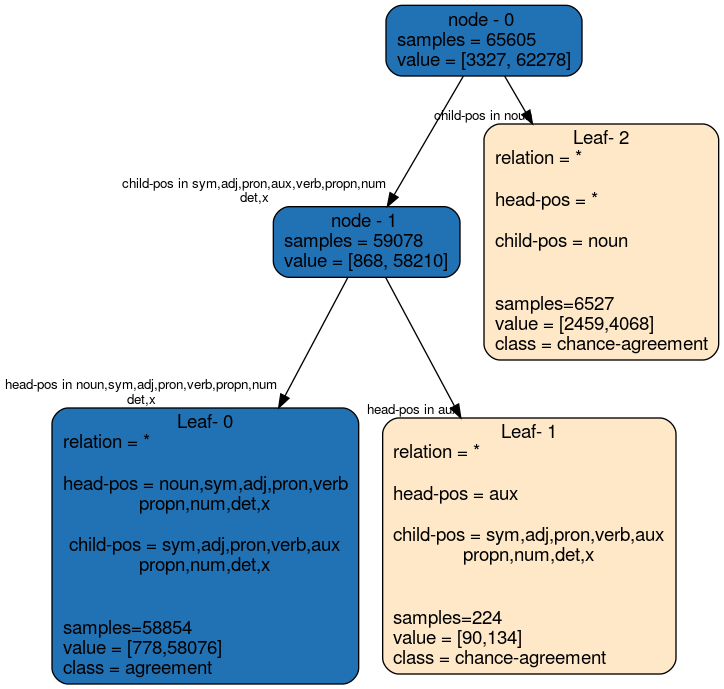 node - 0
samples = 65605
value = [3327, 62278]
child-pos in noun
Leaf- 2
relation = *
head-pos = *
child-pos = noun
samples=6527
value = [2459,4068]
class = chance-agreement
child-pos in sym,adj,pron,aux,verb,propn,num
det,x
node - 1
samples = 59078
value = [868, 58210]
head-pos in noun,sym,adj,pron,verb,propn,num
det,x
Leaf- 0
relation = *
head-pos = noun,sym,adj,pron,verb
propn,num,det,x
child-pos = sym,adj,pron,verb,aux
propn,num,det,x
samples=58854
value = [778,58076]
class = agreement
head-pos in aux
Leaf- 1
relation = *
head-pos = aux
child-pos = sym,adj,pron,verb,aux
propn,num,det,x
samples=224
value = [90,134]
class = chance-agreement